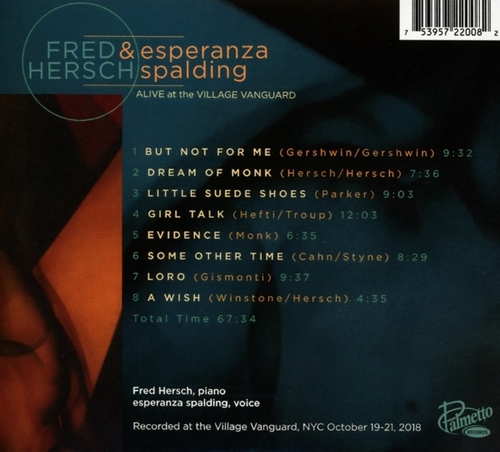 7 53957 22008 2
FRED & esperanza
HERSCH spalding
ALIVE at the VILLAGE VANGUARD
1 BUT NOT FOR ME (Gershwin/Gershwin) 9:32
2 DREAM OF MONK (Hersch/Hersch) 7:36
3 LITTLE SUEDE SHOES (Parker) 9:03
4 GIRL TALK (Hefti/Troup) 12:03
5 EVIDENCE (Monk) 6:35
6 SOME OTHER TIME (Cahn/Styne) 8:29
7 LORO (Gismonti) 9:37
8 A WISH (Winstone/Hersch) 4:35
Total Time 67:34
Fred Hersch, piano
esperanza spalding, voice
Recorded at the Village Vanguard, NYC October 19-21, 2018
Palmetto
RECORDS